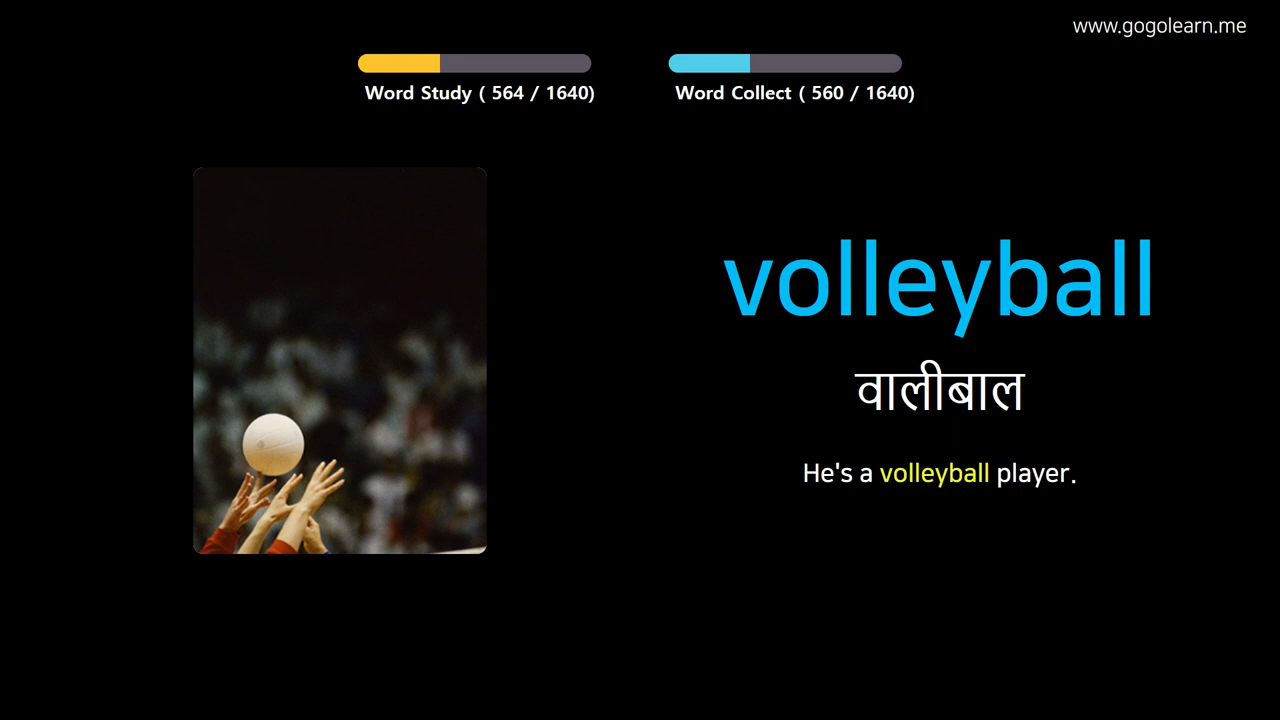 www.gogolearn.me
Word Study ( 564 / 1640)
Word Collect ( 560 / 1640)
volleyball
वालीबाल
He's a volleyball player.